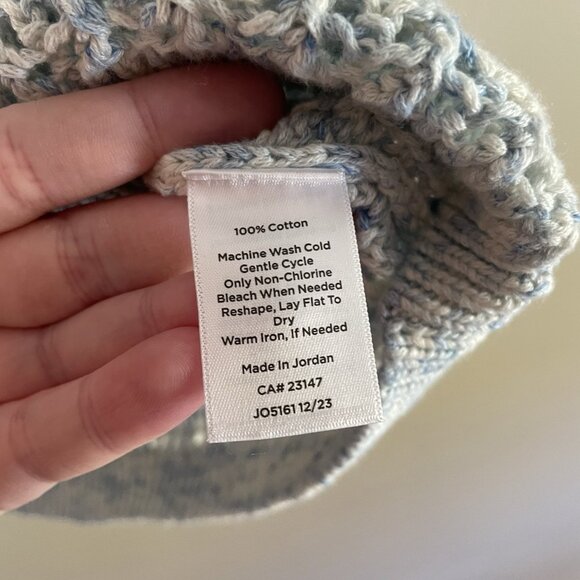 100% Cotton
Machine Wash Cold
Gentle Cycle
Only Non-Chlorine
Bleach When Needed
Reshape, Lay Flat To
Dry
Warm Iron, If Needed
Made In Jordan
CA# 23147
JO5161 12/23